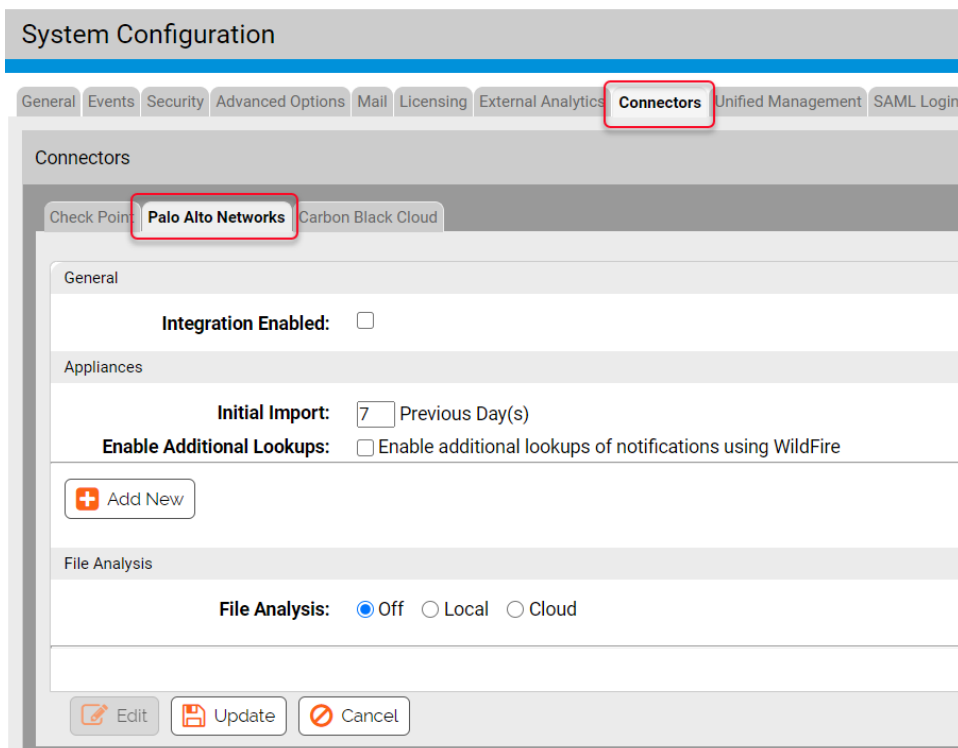 System Configuration
General Events Security Advanced Options Mail Licensing External Analytics Connectors Unified Management SAML Login
Connectors
Check Point Palo Alto Networks Carbon Black Cloud
General
Integration Enabled:
Appliances
Initial Import: 7 Previous Day(s)
Enable Additional Lookups: Enable additional lookups of notifications using WildFire
Add New
File Analysis
File Analysis: Off Local Cloud
Edit Update Cancel